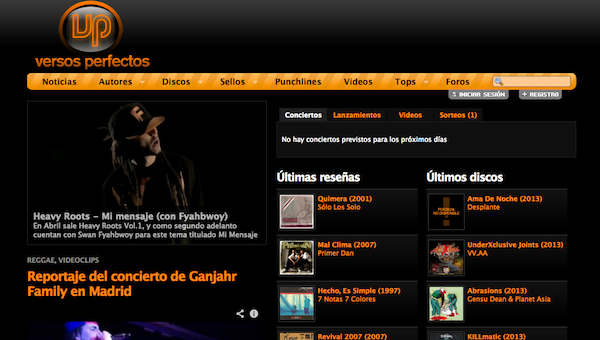 VP
versos perfectos
Noticias Autores Discos Sellos Punchlines Videos Tops Foros
INICIAR SESIÓN + REGISTRO
Conciertos Lanzamientos Videos Sorteos (1)
No hay conciertos previstos para los próximos días
Heavy Roots – Mi mensaje (con Fyahbwoy)
En Abril sale Heavy Roots Vol.1, y como segundo adelanto
cuentan con Swan Fyahbwoy para este tema titulado Mi Mensaje
REGGAE, VIDEOCLIPS
Reportaje del concierto de Ganjahr
Family en Madrid
Últimas reseñas
Quimera (2001)
Sólo Los Solo
Mal Clima (2007)
Primer Dan
Hecho, Es Simple (1997)
7 Notas 7 Colores
Revival 2007 (2007)
Últimos discos
PORTADA
NO DISPONIBLE
Ama De Noche (2013)
Desplante
UnderXclusive Joints (2013)
VV.AA
Abrasions (2013)
Gensu Dean & Planet Asia
KILLmatic (2013)